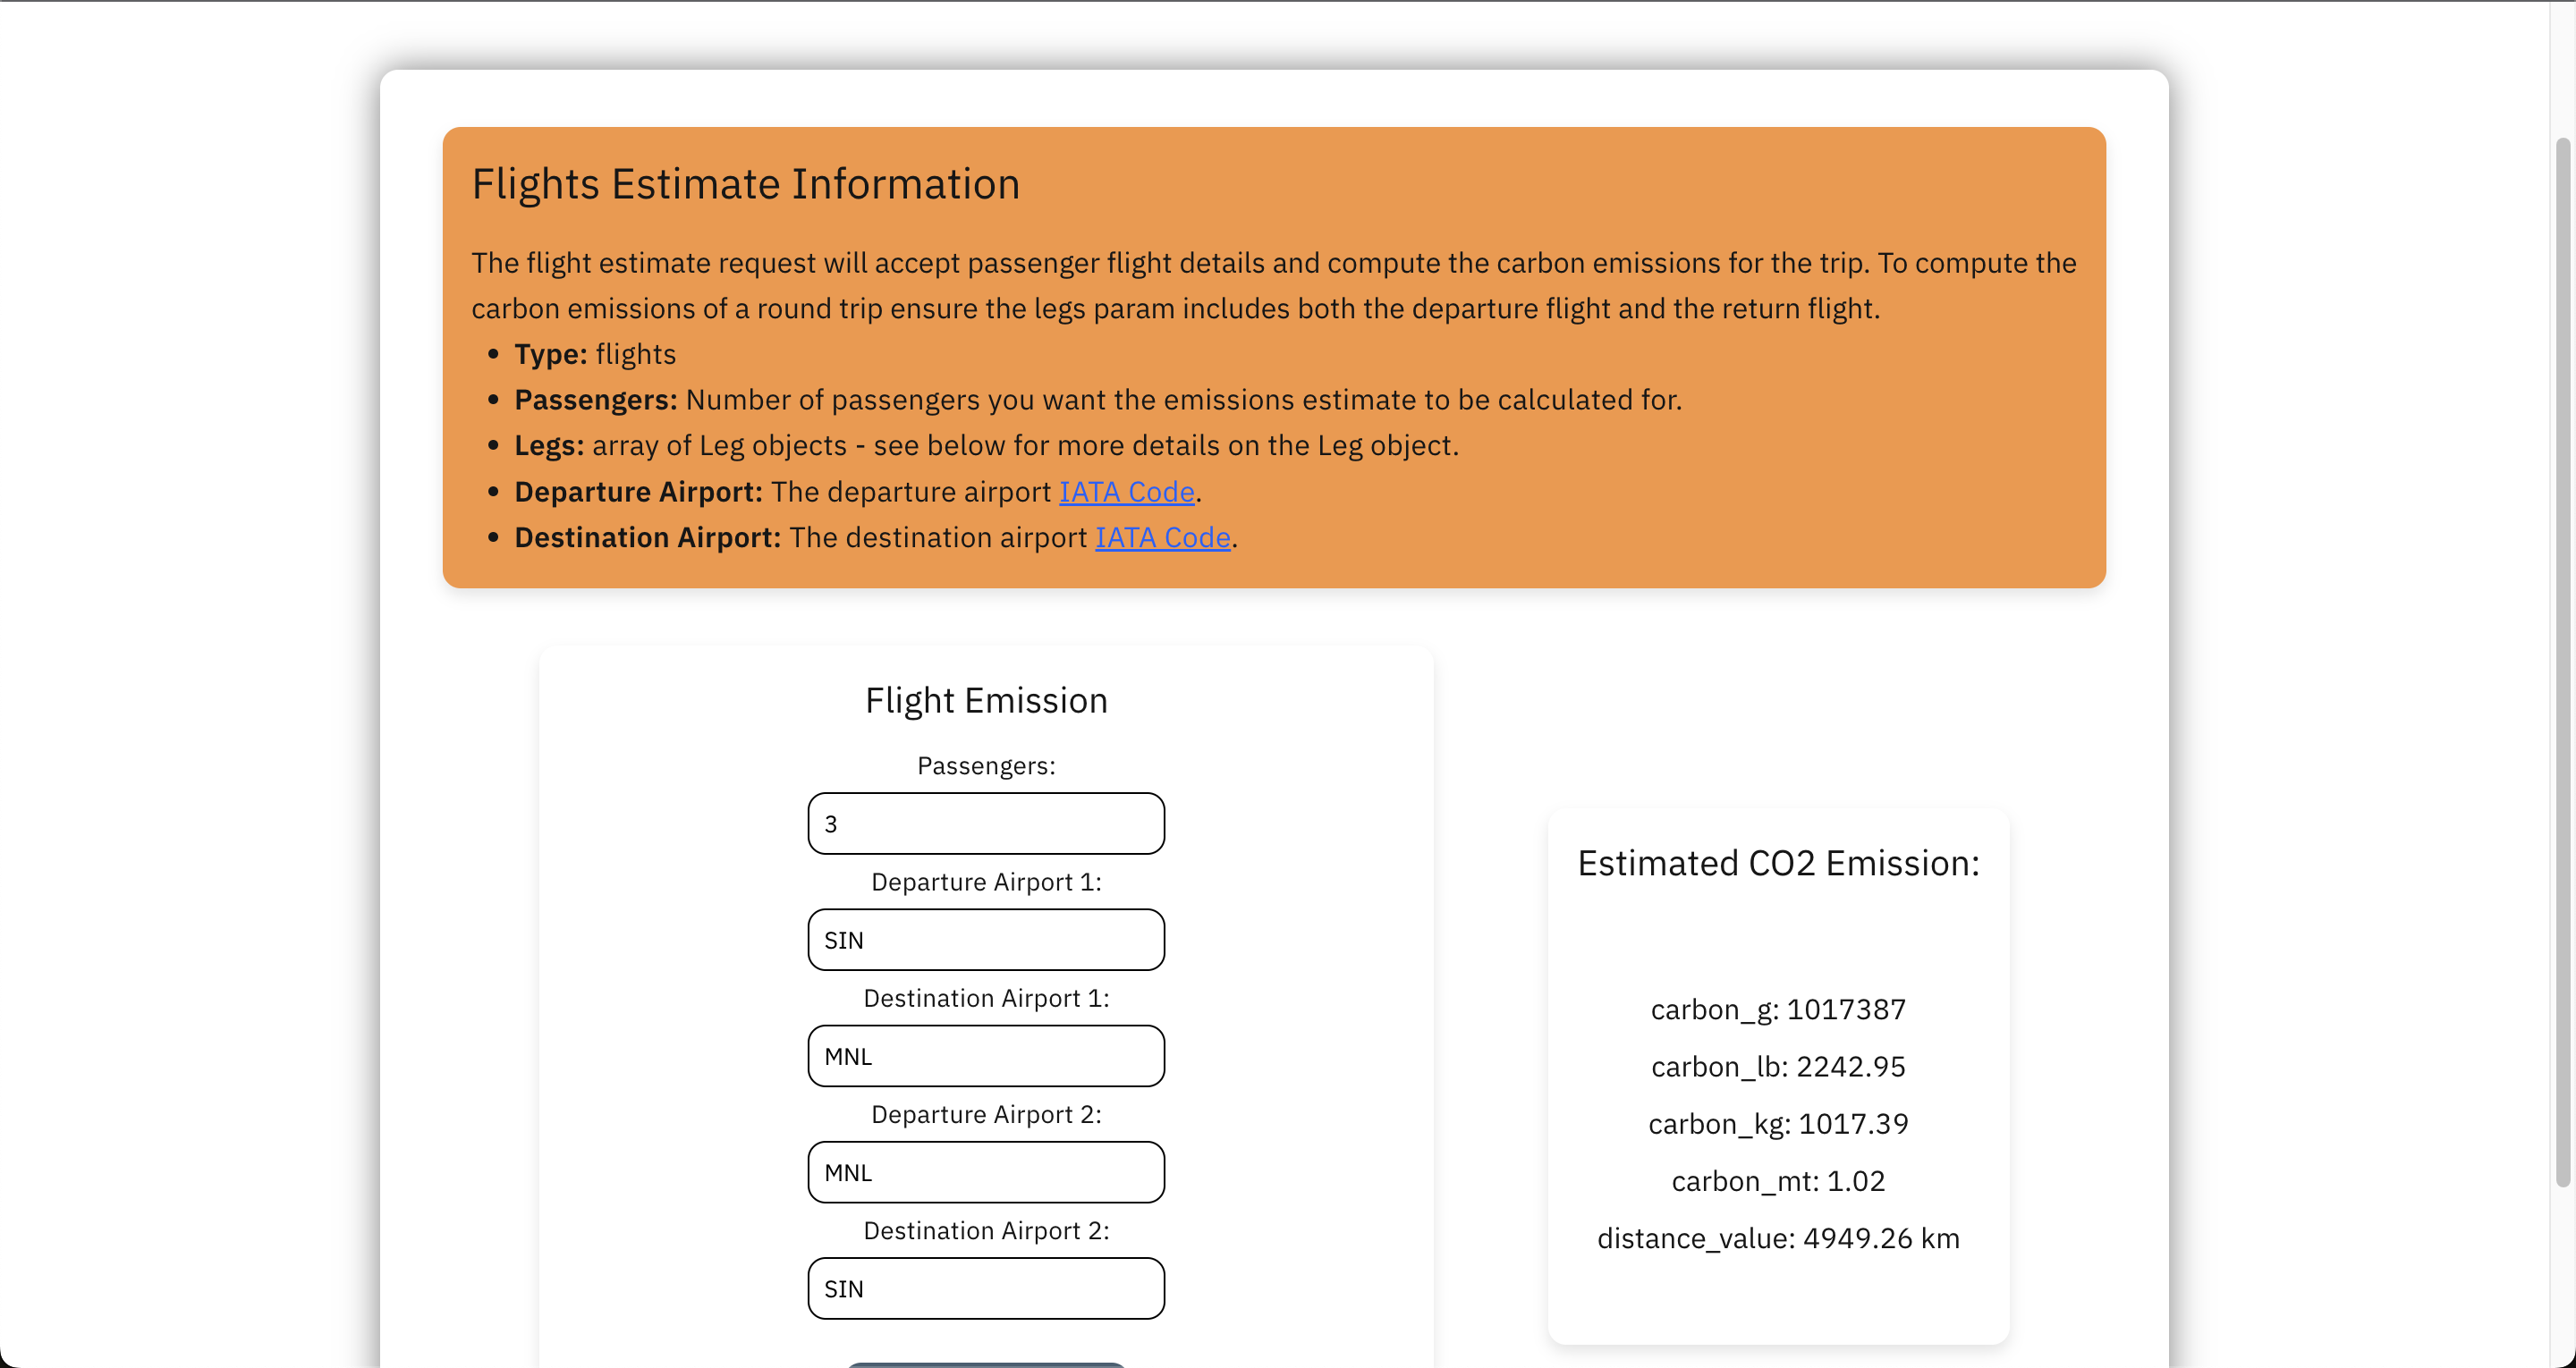 Flights Estimate Information
The flight estimate request will accept passenger flight details and compute the carbon emissions for the trip. To compute the
carbon emissions of a round trip ensure the legs param includes both the departure flight and the return flight.
• Type: flights
• Passengers: Number of passengers you want the emissions estimate to be calculated for.
• Legs: array of Leg objects - see below for more details on the Leg object.
• Departure Airport: The departure airport IATA Code.
• Destination Airport: The destination airport IATA Code.
Flight Emission
Passengers:
3
Departure Airport 1:
SIN
Destination Airport 1:
MNL
Departure Airport 2:
MNL
Destination Airport 2:
SIN
Estimated CO2 Emission:
carbon_g: 1017387
carbon_lb: 2242.95
carbon_kg: 1017.39
carbon_mt: 1.02
distance_value: 4949.26 km